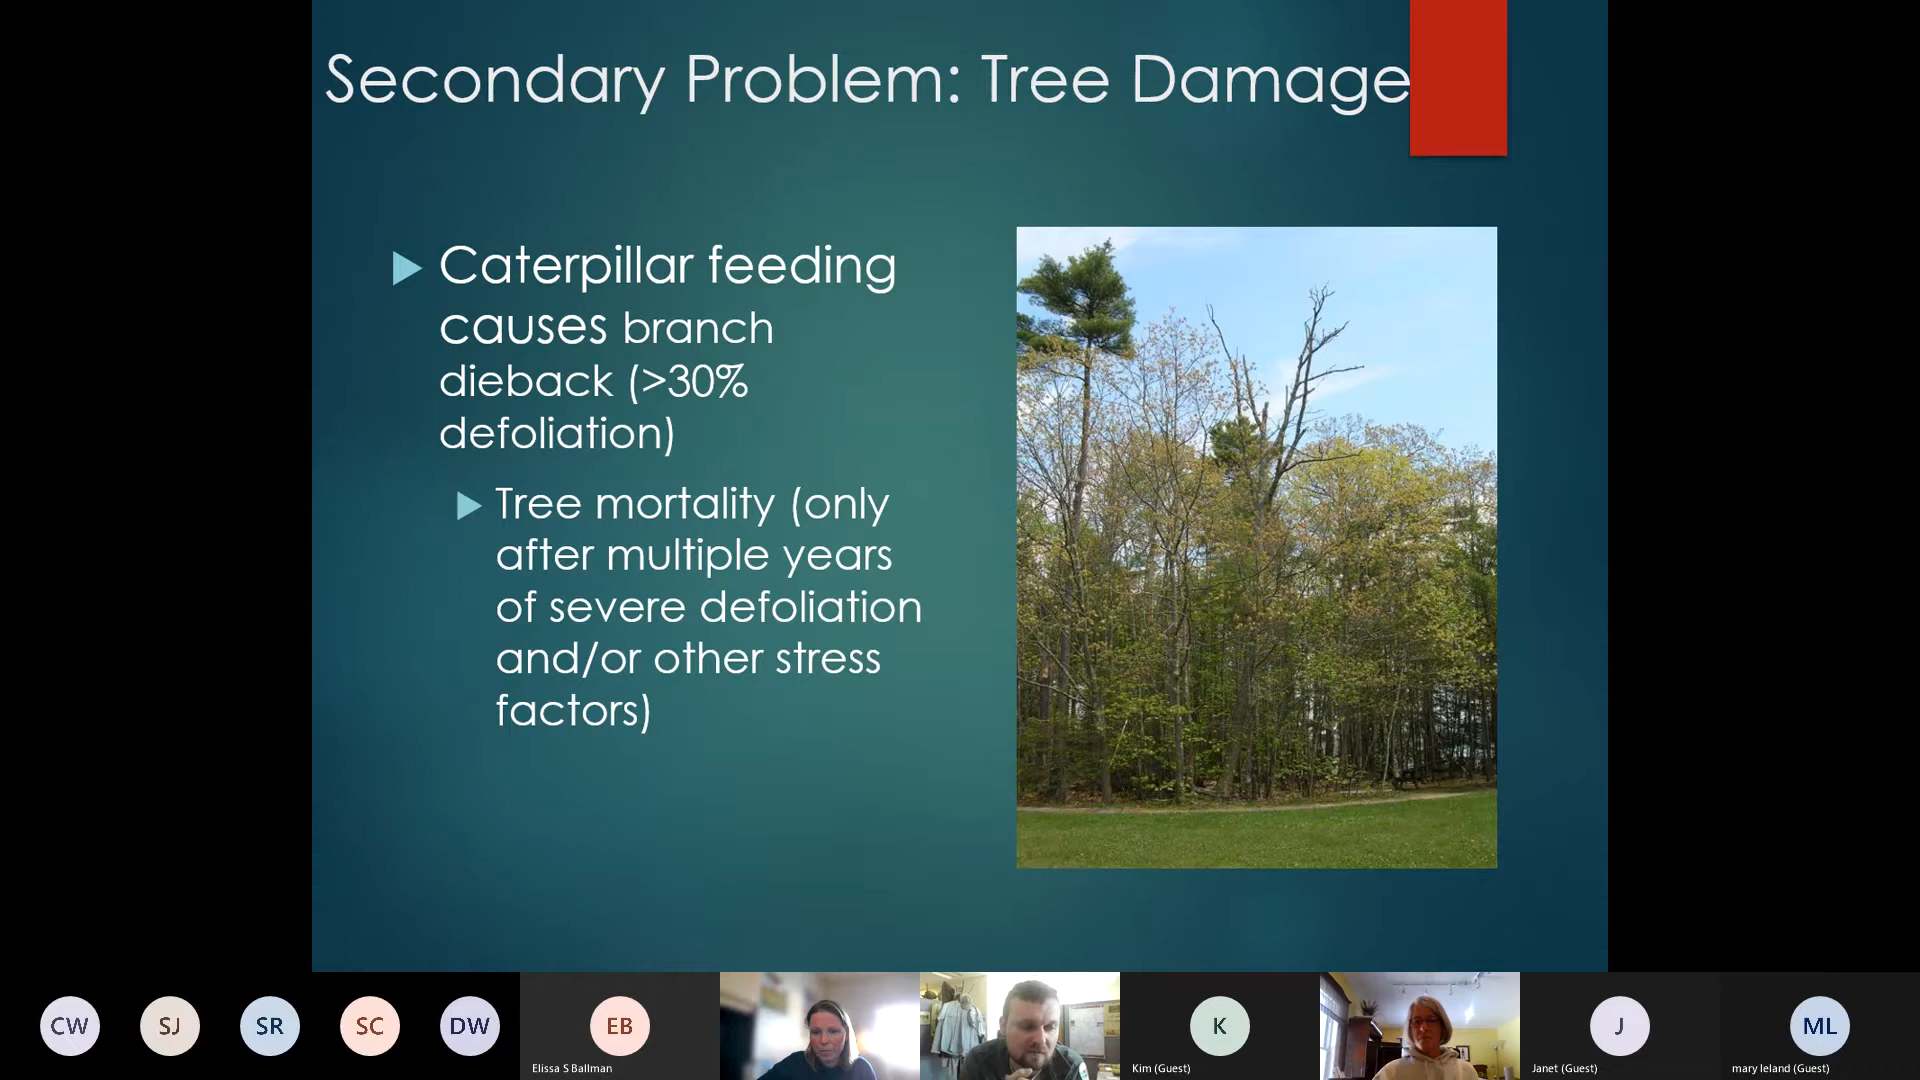 Secondary Problem: Tree Damage
Caterpillar feeding
causes branch
dieback (>30%
defoliation)
Tree mortality (only
after multiple years
of severe defoliation
and/or other stress
factors)
CW
SJ
SR
SC
DW
EB
Elissa S Ballman
K
Kim (Guest)
J
Janet (Guest)
ML
mary leland (Guest)